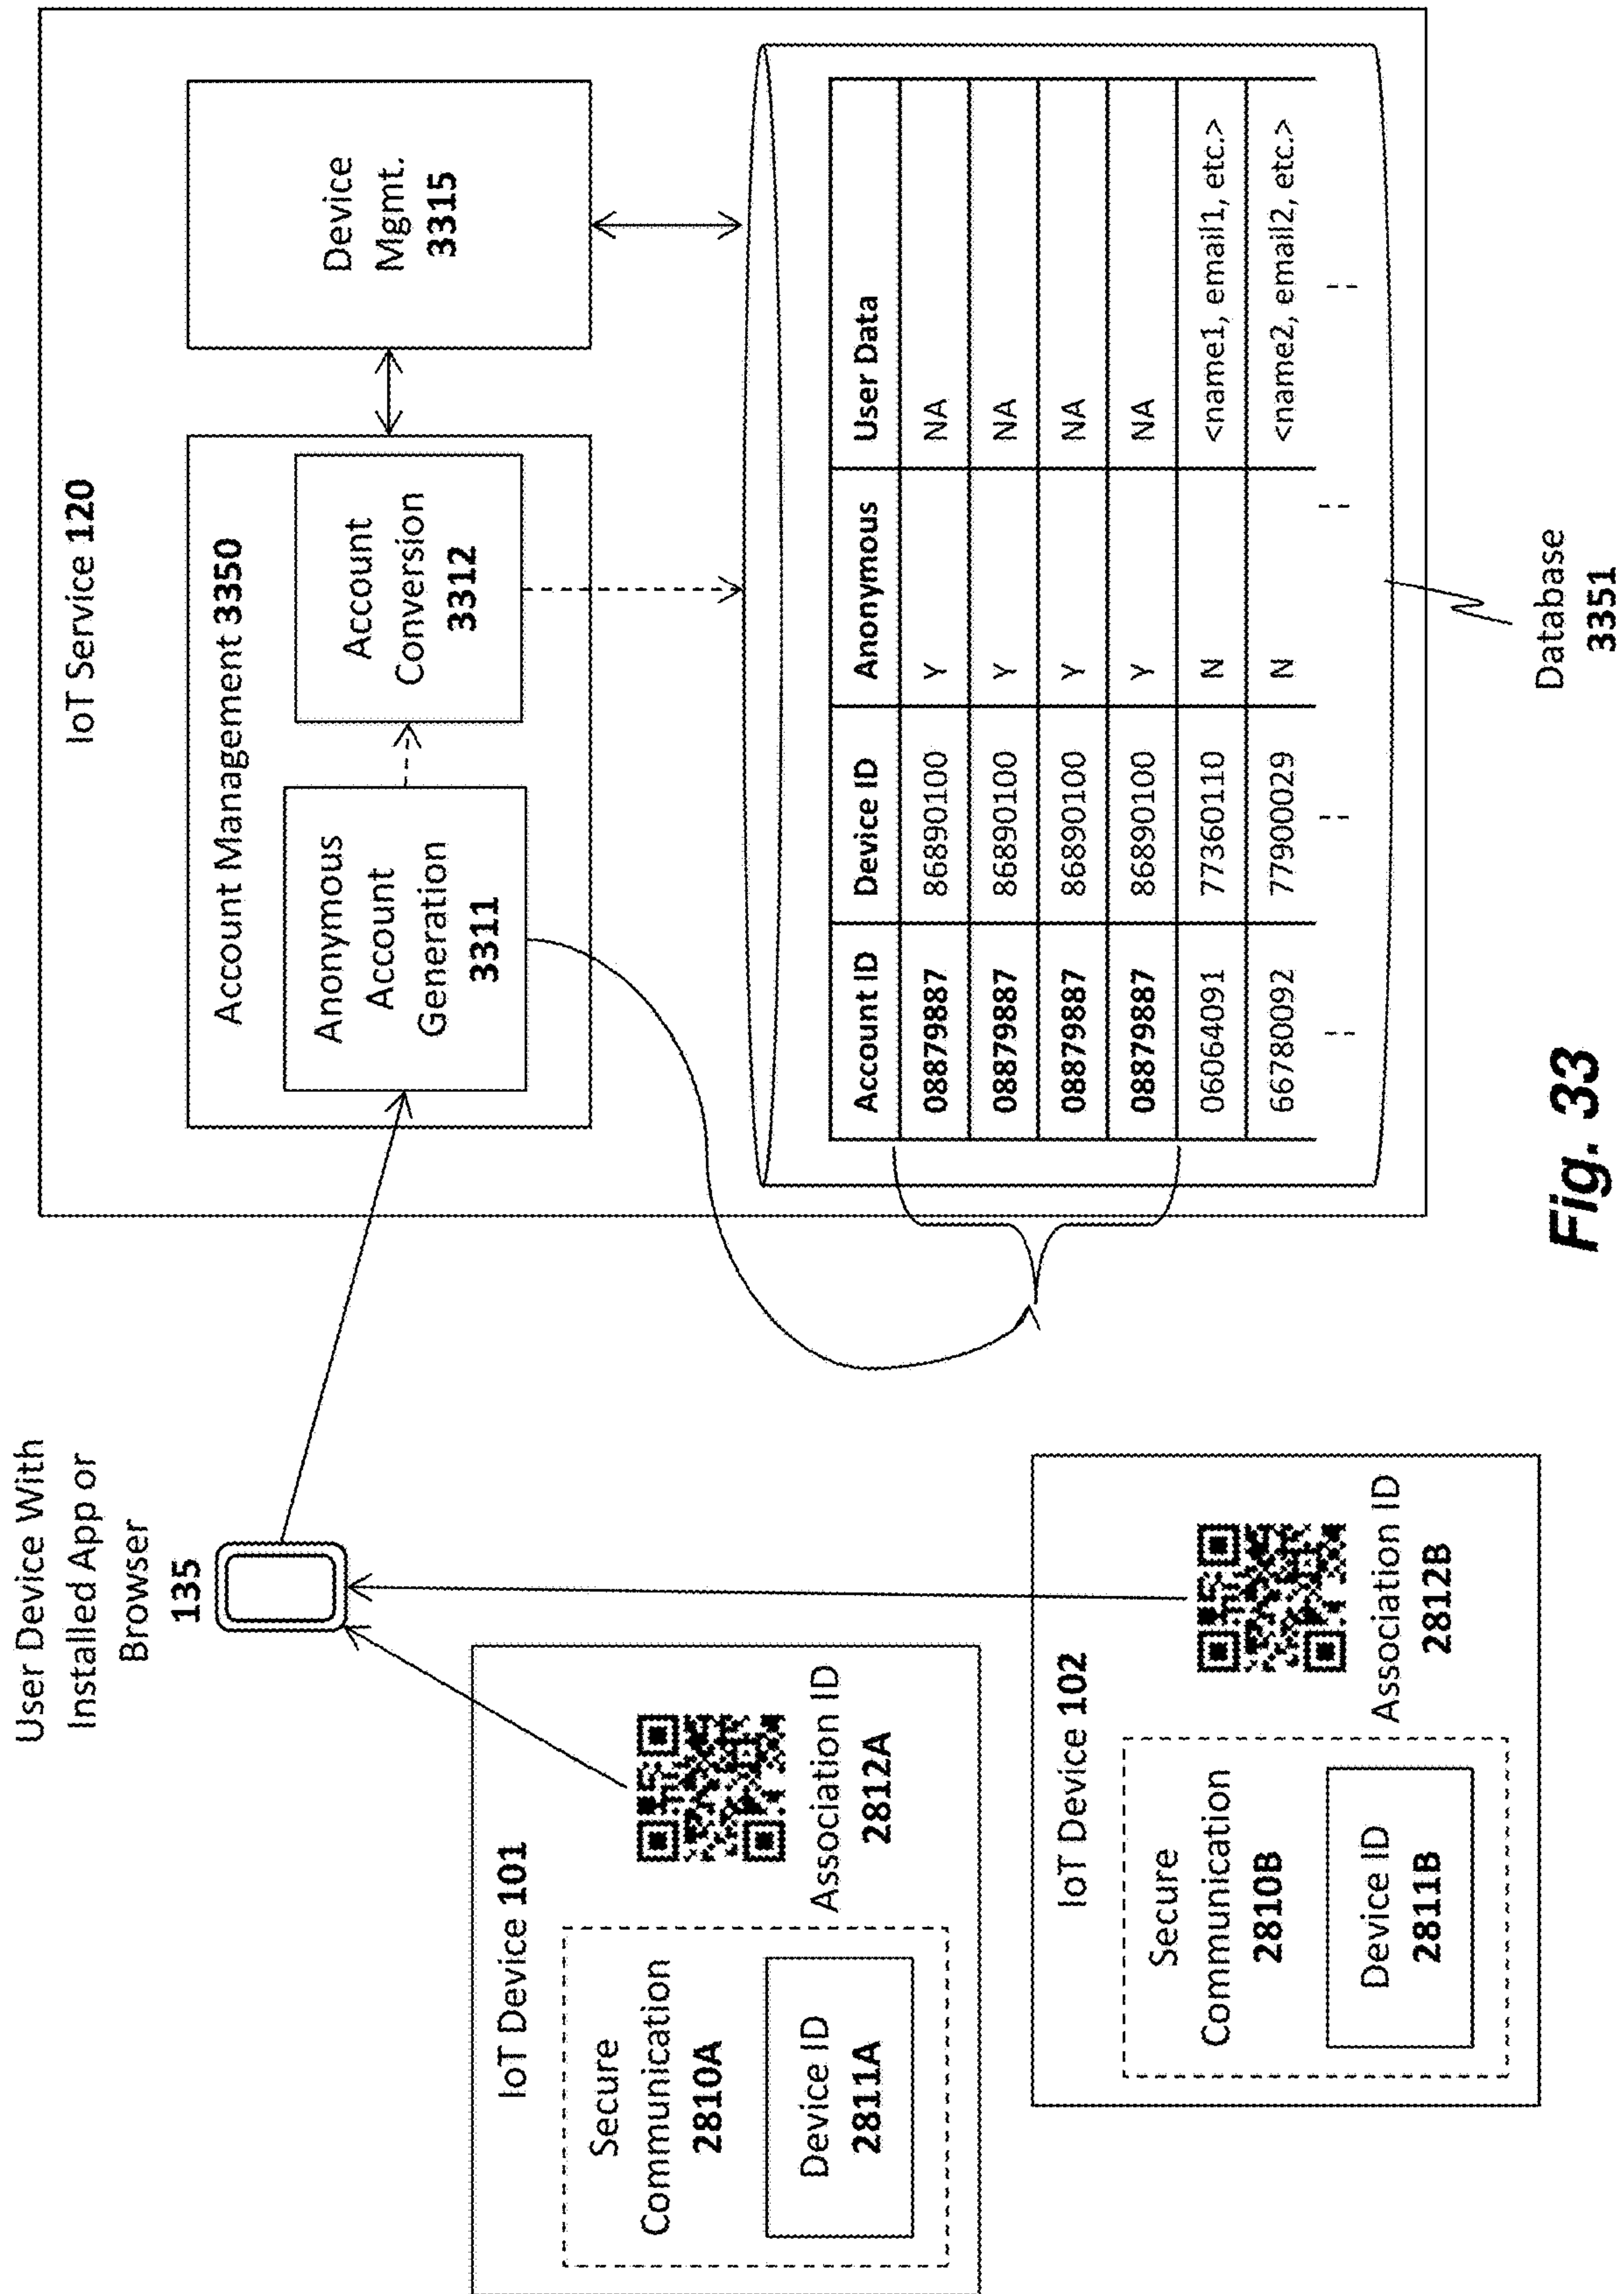 User Device With
Installed App or
Browser
135
IoT Device 101
Secure
Communication
2810A
Device ID
2811A
Association ID
2812A
IoT Device 102
Secure
Communication
2810B
Device ID
2811B
Association ID
2812B
IoT Service 120
Account Management 3350
Anonymous
Account
Generation
3311
Account
Conversion
3312
Device
Mgmt.
3315
Account ID Device ID Anonymous User Data
08879887 86890100 Y NA
08879887 86890100 Y NA
08879887 86890100 Y NA
08879887 86890100 Y NA
06064091 77360110 N <name1, email1, etc.>
66780092 77900029 N <name2, email2, etc.>
Database
3351
Fig. 33